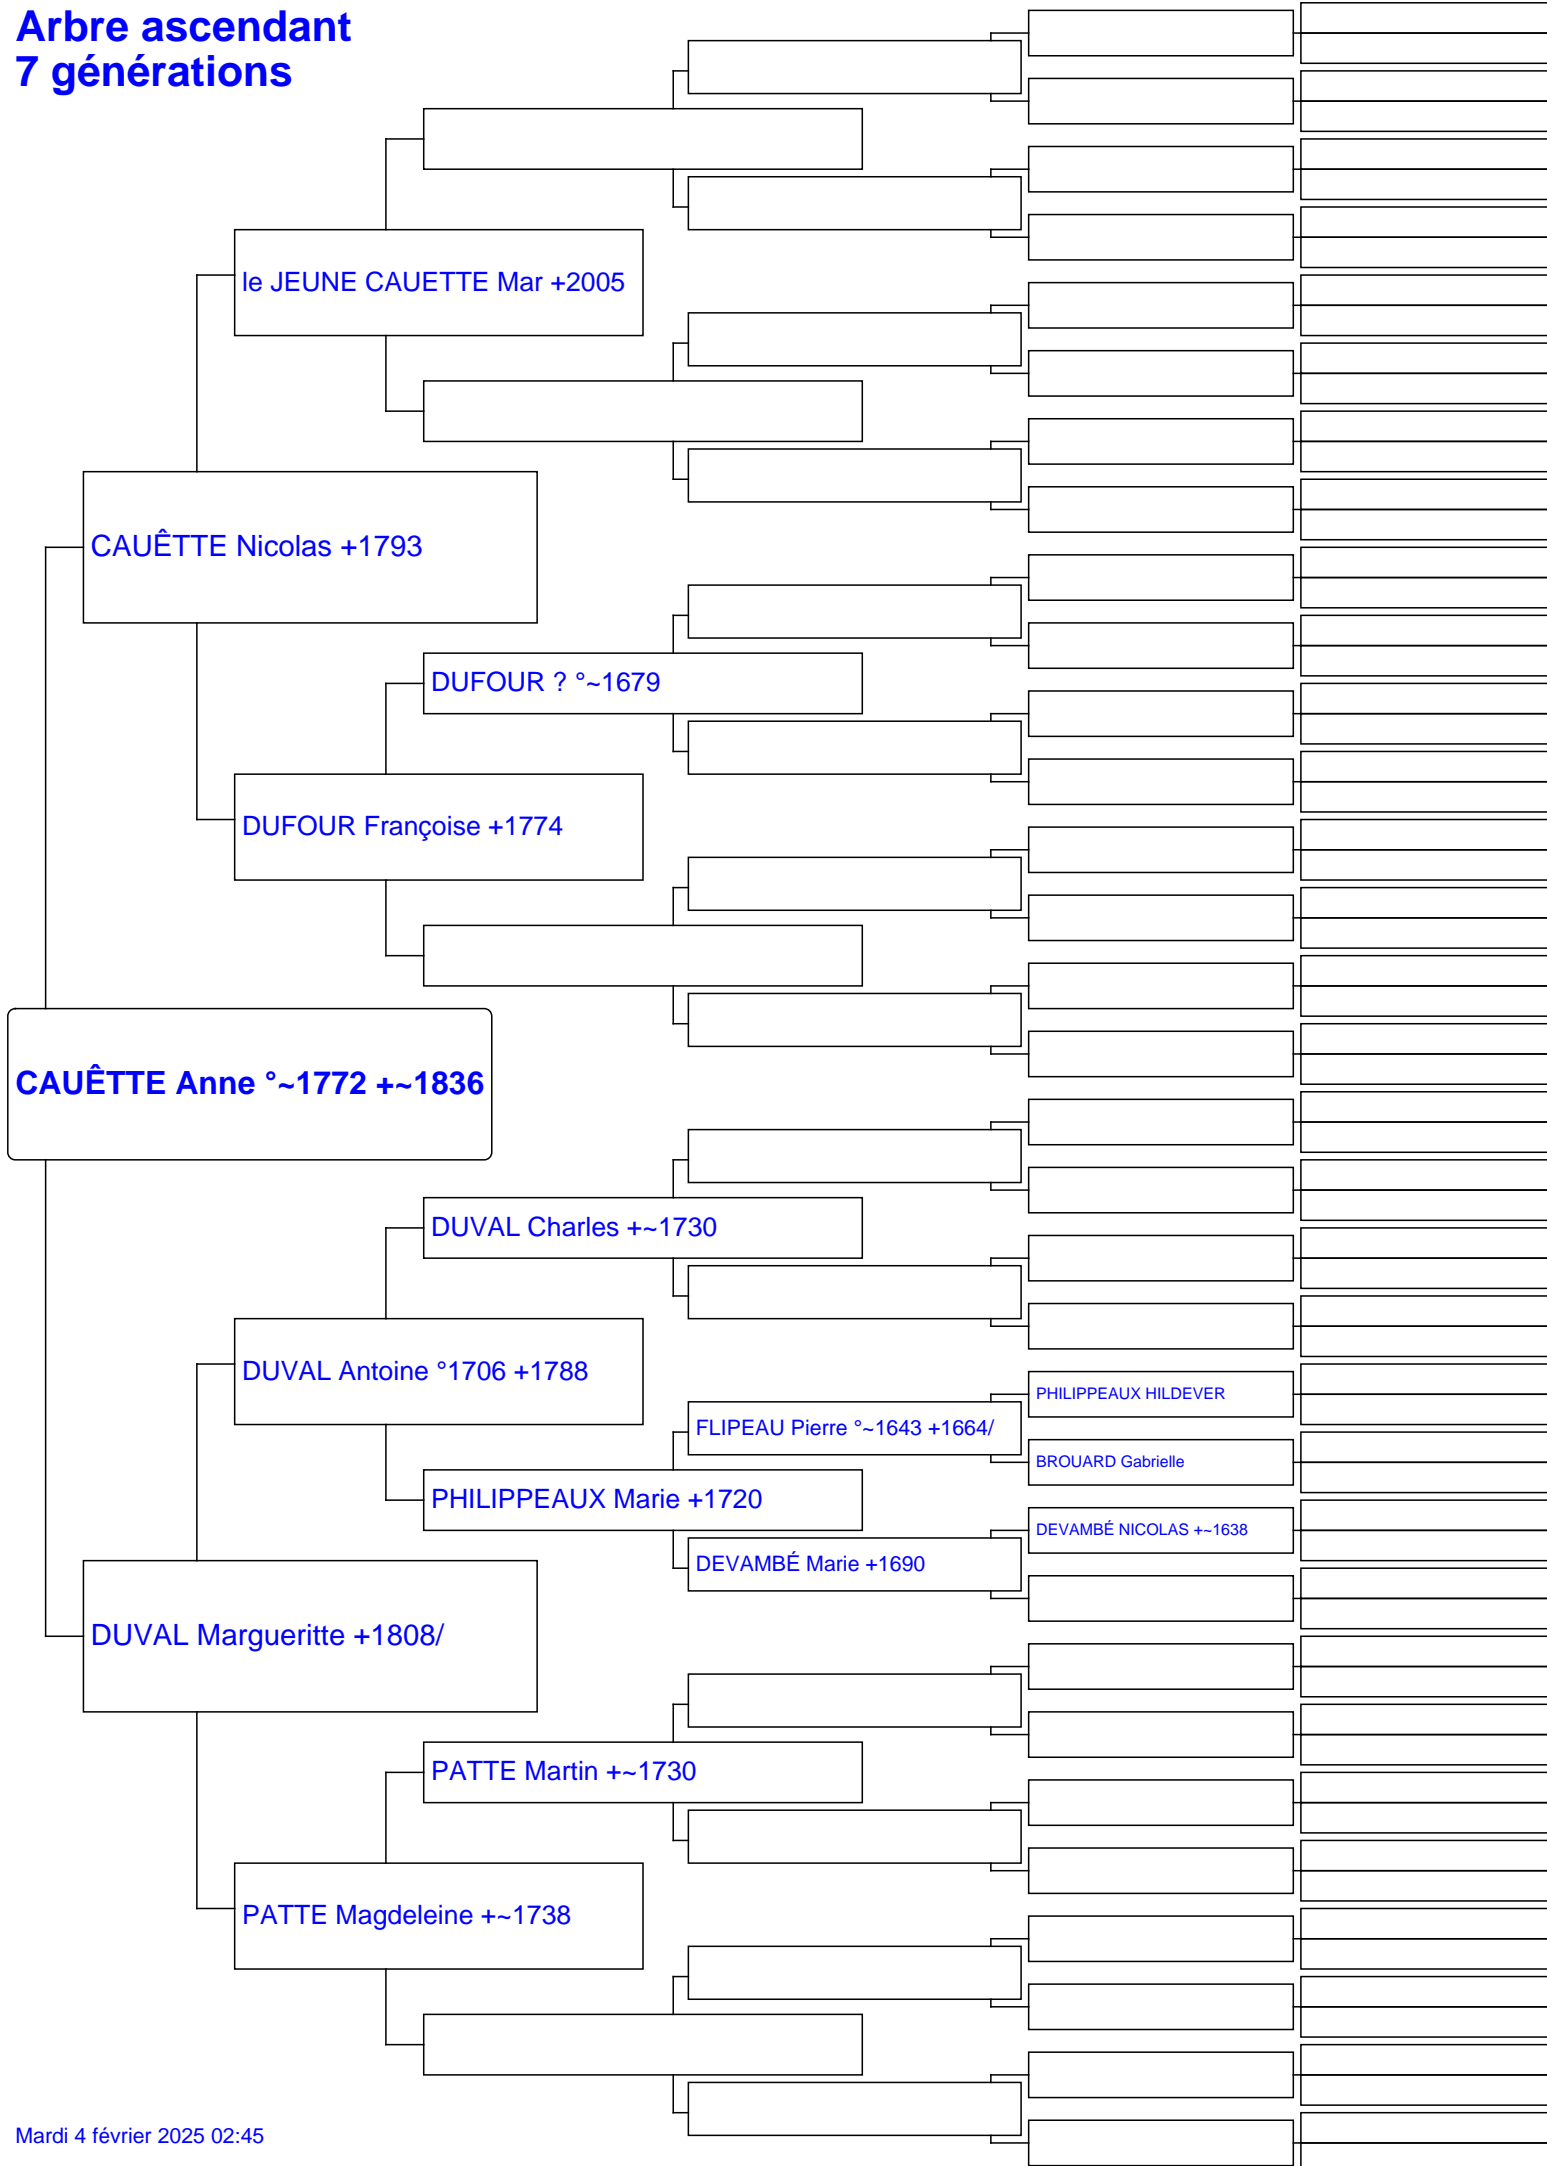 Arbre ascendant
7 générations
le JEUNE CAUETTE Mar +2005
CAUÊTTE Nicolas +1793
DUFOUR ? °~1679
DUFOUR Françoise +1774
CAUÊTTE Anne °~1772 +~1836
DUVAL Charles +~1730
DUVAL Antoine °1706 +1788
PHILIPPEAUX HILDEVER
FLIPEAU Pierre °~1643 +1664/
BROUARD Gabrielle
PHILIPPEAUX Marie +1720
DEVAMBÉ NICOLAS +~1638
DEVAMBÉ Marie +1690
DUVAL Margueritte +1808/
PATTE Martin +~1730
PATTE Magdeleine +~1738
Mardi 4 février 2025 02:45